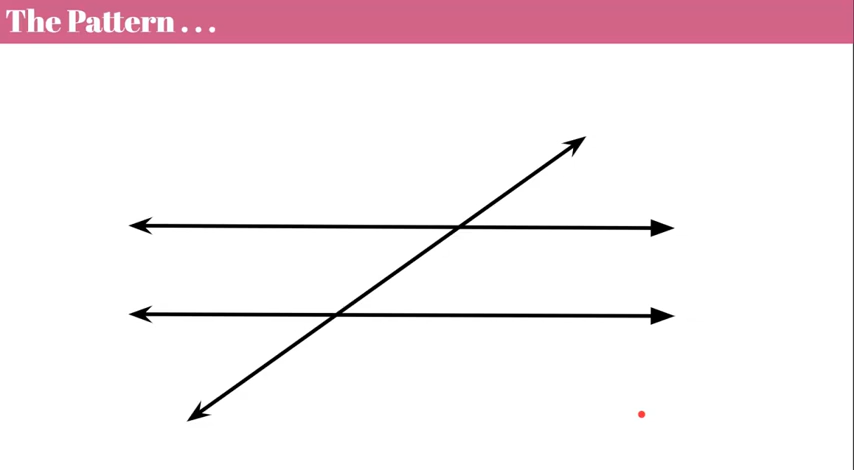 The Pattern . . .